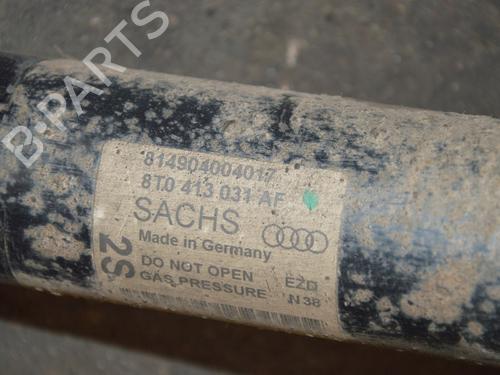 B-PARTS
814904004017
8T0 413 031 AF
SACHS
Made in Germany
2S
DO NOT OPEN
GAS PRESSURE
EZD
N 38